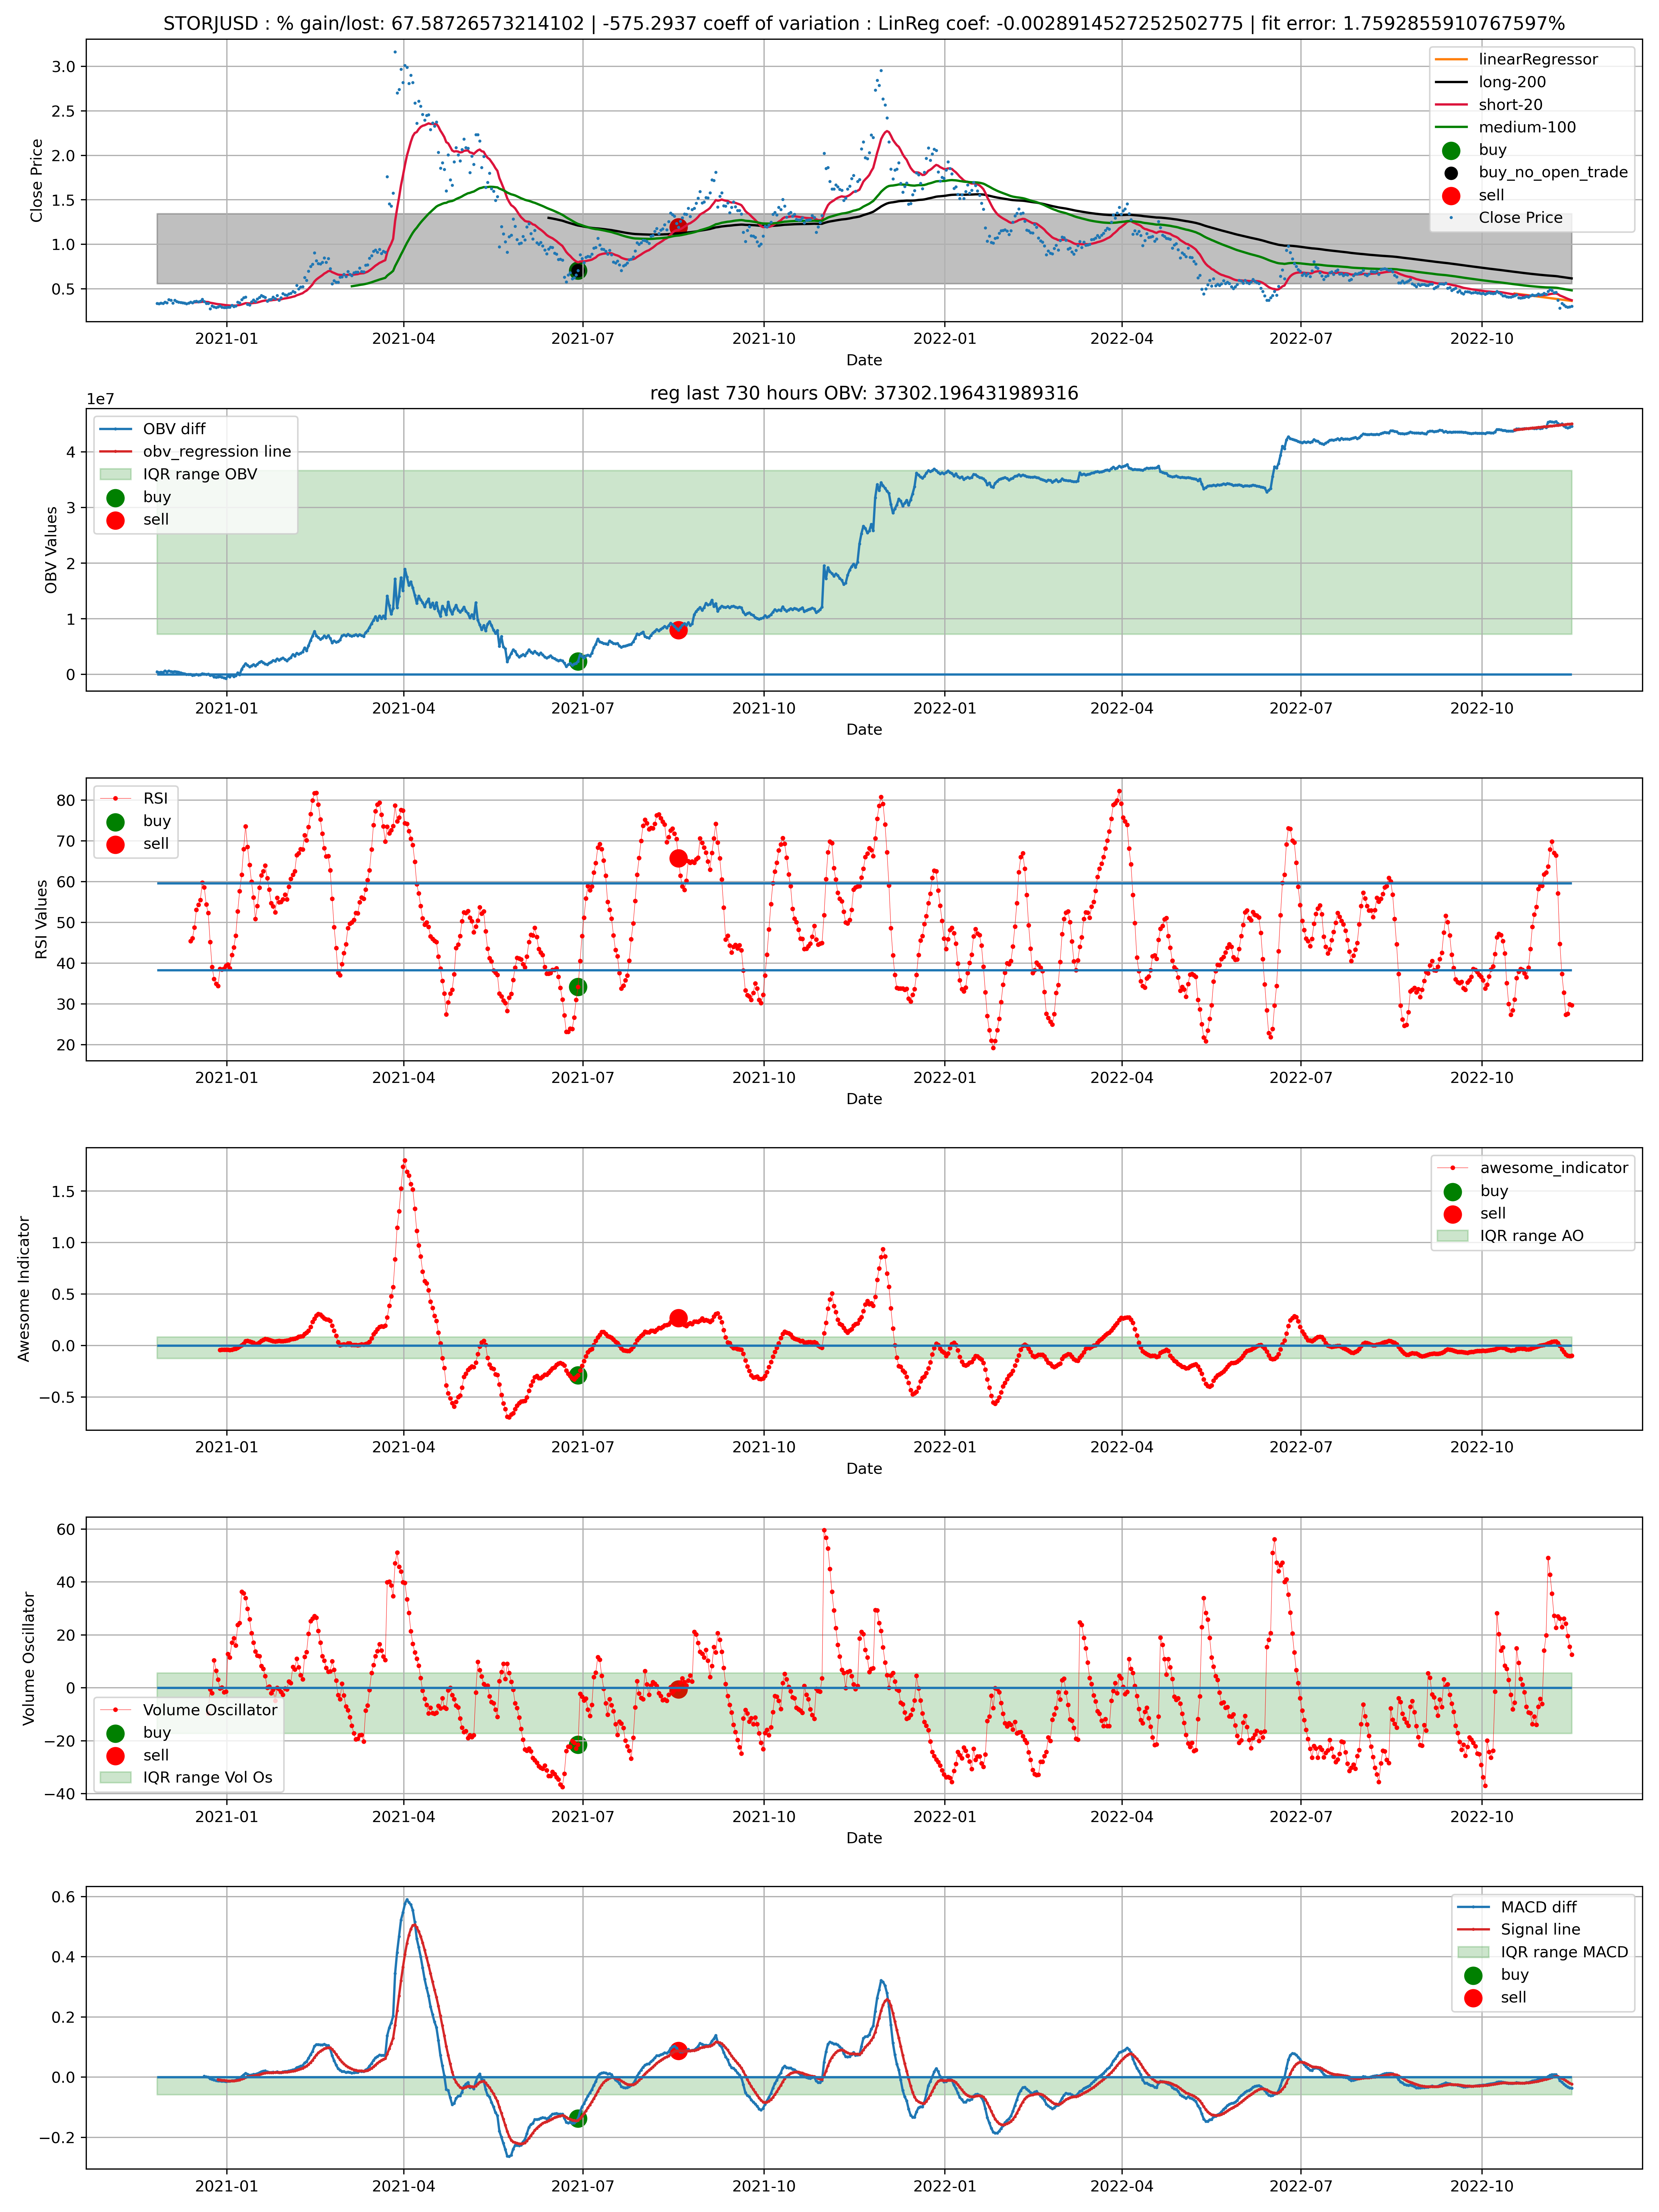 STORJUSD : % gain/lost: 67.58726573214102 | -575.2937 coeff of variation : LinReg coef: -0.0028914527252502775 | fit error: 1.7592855910767597%
3.0
2.5
2.0
1.5
1.0
0.5
Close Price
linearRegressor
long-200
short-20
medium-100
buy
buy_no_open_trade
sell
Close Price
2021-01 2021-04 2021-07 2021-10 2022-01 2022-04 2022-07 2022-10
Date
reg last 730 hours OBV: 37302.196431989316
1e7
4
3
2
1
0
OBV Values
OBV diff
obv_regression line
IQR range OBV
buy
sell
2021-01 2021-04 2021-07 2021-10 2022-01 2022-04 2022-07 2022-10
Date
80
70
60
50
40
30
20
RSI Values
RSI
buy
sell
2021-01 2021-04 2021-07 2021-10 2022-01 2022-04 2022-07 2022-10
Date
1.5
1.0
0.5
0.0
−0.5
Awesome Indicator
awesome_indicator
buy
sell
IQR range AO
2021-01 2021-04 2021-07 2021-10 2022-01 2022-04 2022-07 2022-10
Date
60
40
20
0
−20
−40
Volume Oscillator
Volume Oscillator
buy
sell
IQR range Vol Os
2021-01 2021-04 2021-07 2021-10 2022-01 2022-04 2022-07 2022-10
Date
0.6
0.4
0.2
0.0
−0.2
MACD diff
Signal line
IQR range MACD
buy
sell
2021-01 2021-04 2021-07 2021-10 2022-01 2022-04 2022-07 2022-10